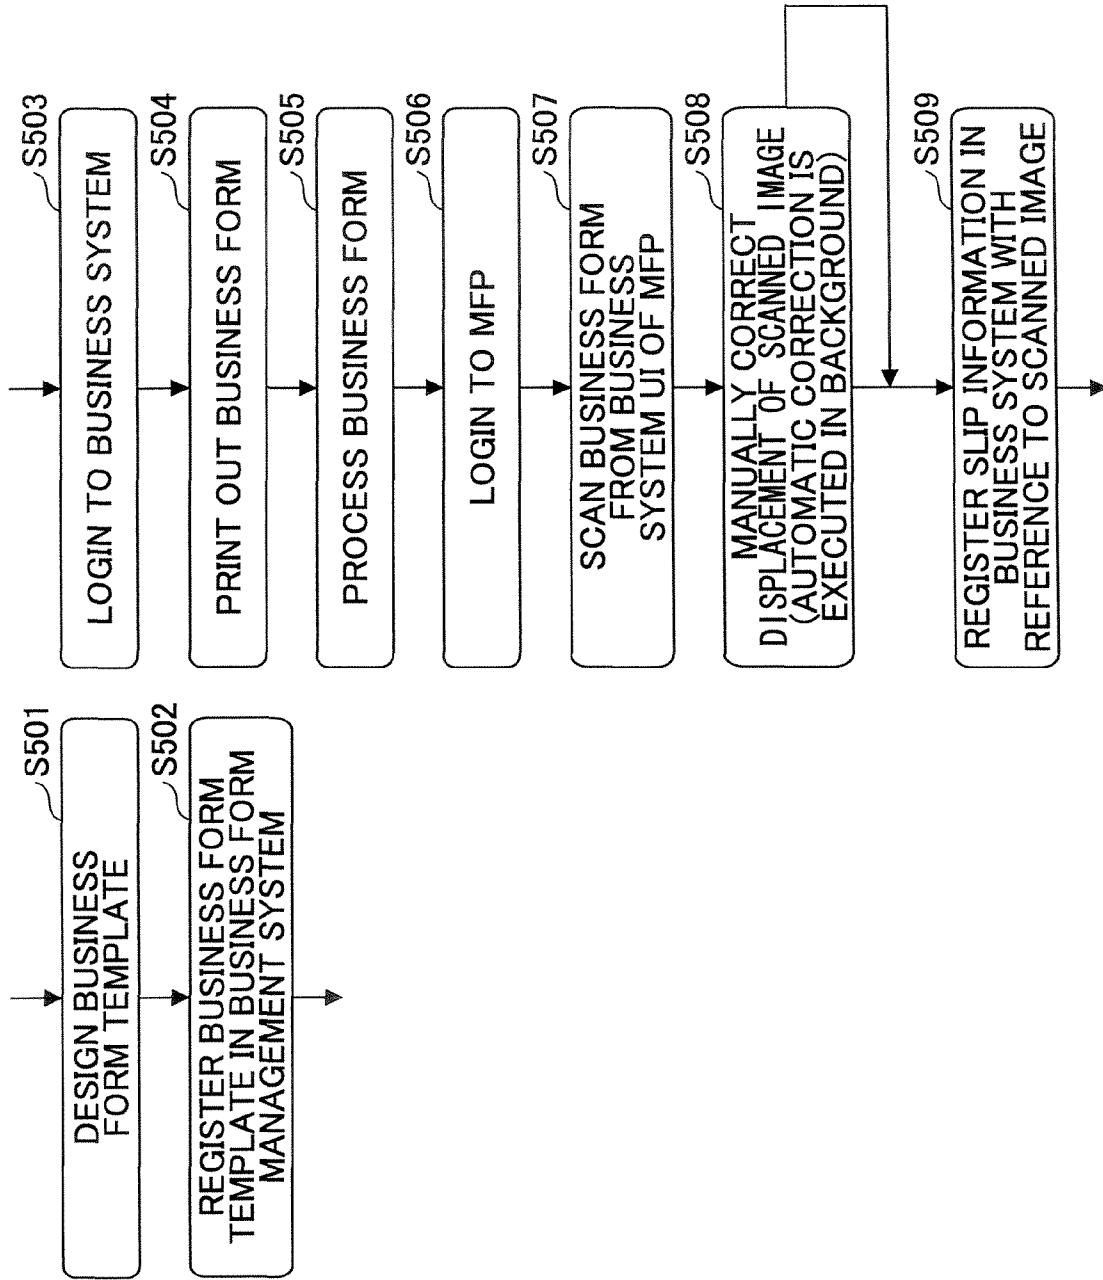 S501
DESIGN BUSINESS
FORM TEMPLATE
S502
REGISTER BUSINESS FORM
TEMPLATE IN BUSINESS FORM
MANAGEMENT SYSTEM
S503
LOGIN TO BUSINESS SYSTEM
S504
PRINT OUT BUSINESS FORM
S505
PROCESS BUSINESS FORM
S506
LOGIN TO MFP
S507
SCAN BUSINESS FORM
FROM BUSINESS
SYSTEM UI OF MFP
S508
MANUALLY CORRECT
DISPLACEMENT OF SCANNED IMAGE
(AUTOMATIC CORRECTION IS
EXECUTED IN BACKGROUND)
S509
REGISTER SLIP INFORMATION IN
BUSINESS SYSTEM WITH
REFERENCE TO SCANNED IMAGE